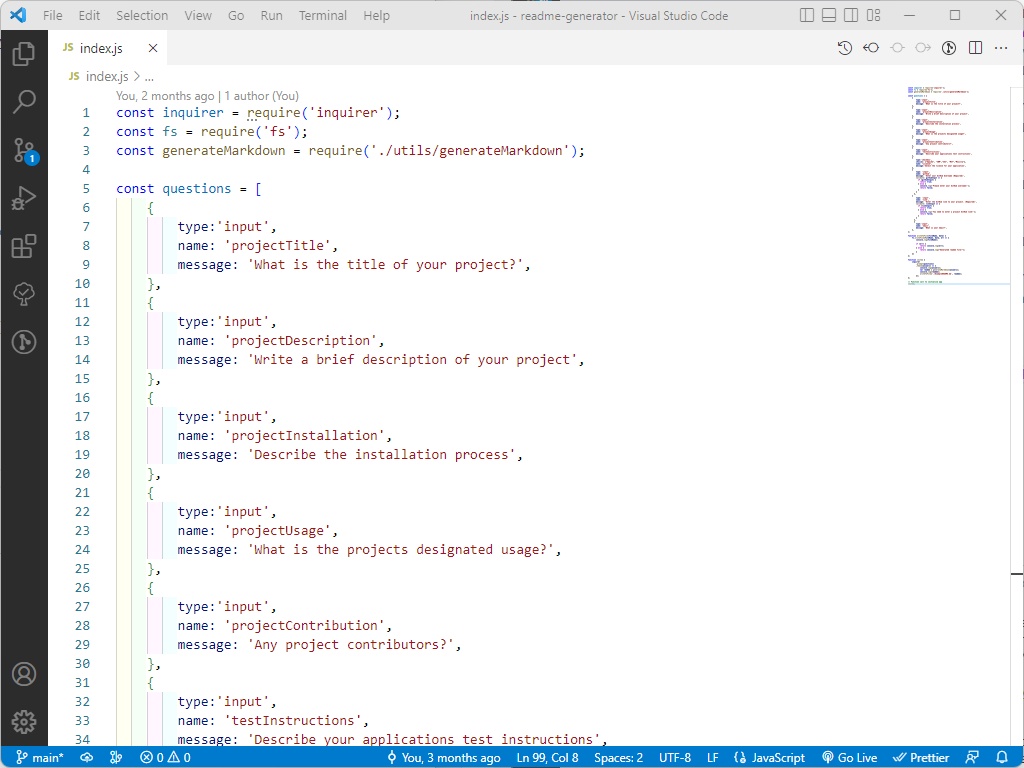 File Edit Selection View Go Run Terminal Help index.js - readme-generator - Visual Studio Code
JS index.js
JS index.js > ...
You, 2 months ago | 1 author (You)
1 const inquirer = require('inquirer');
2 const fs = require('fs');
3 const generateMarkdown = require('./utils/generateMarkdown');
4
5 const questions = [
6 {
7 type:'input',
8 name: 'projectTitle',
9 message: 'What is the title of your project?',
10 },
11 {
12 type:'input',
13 name: 'projectDescription',
14 message: 'Write a brief description of your project',
15 },
16 {
17 type:'input',
18 name: 'projectInstallation',
19 message: 'Describe the installation process',
20 },
21 {
22 type:'input',
23 name: 'projectUsage',
24 message: 'What is the projects designated usage?',
25 },
26 {
27 type:'input',
28 name: 'projectContribution',
29 message: 'Any project contributors?',
30 },
31 {
32 type:'input',
33 name: 'testInstructions',
34 message: 'Describe your applications test instructions',
1
main* 0 0 You, 3 months ago Ln 99, Col 8 Spaces: 2 UTF-8 LF JavaScript Go Live Prettier